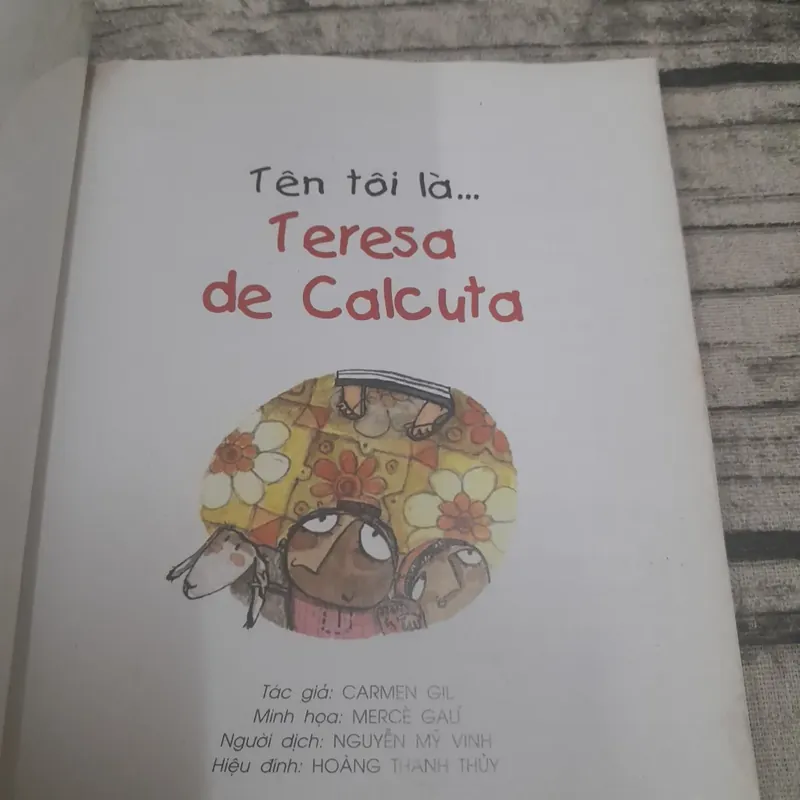 Tên tôi là...
Teresa
de Calcuta
Tác giả: CARMEN GIL
Minh họa: MERCÈ GALÍ
Người dịch: NGUYỄN MỸ VINH
Hiệu đính: HOÀNG THANH THỦY